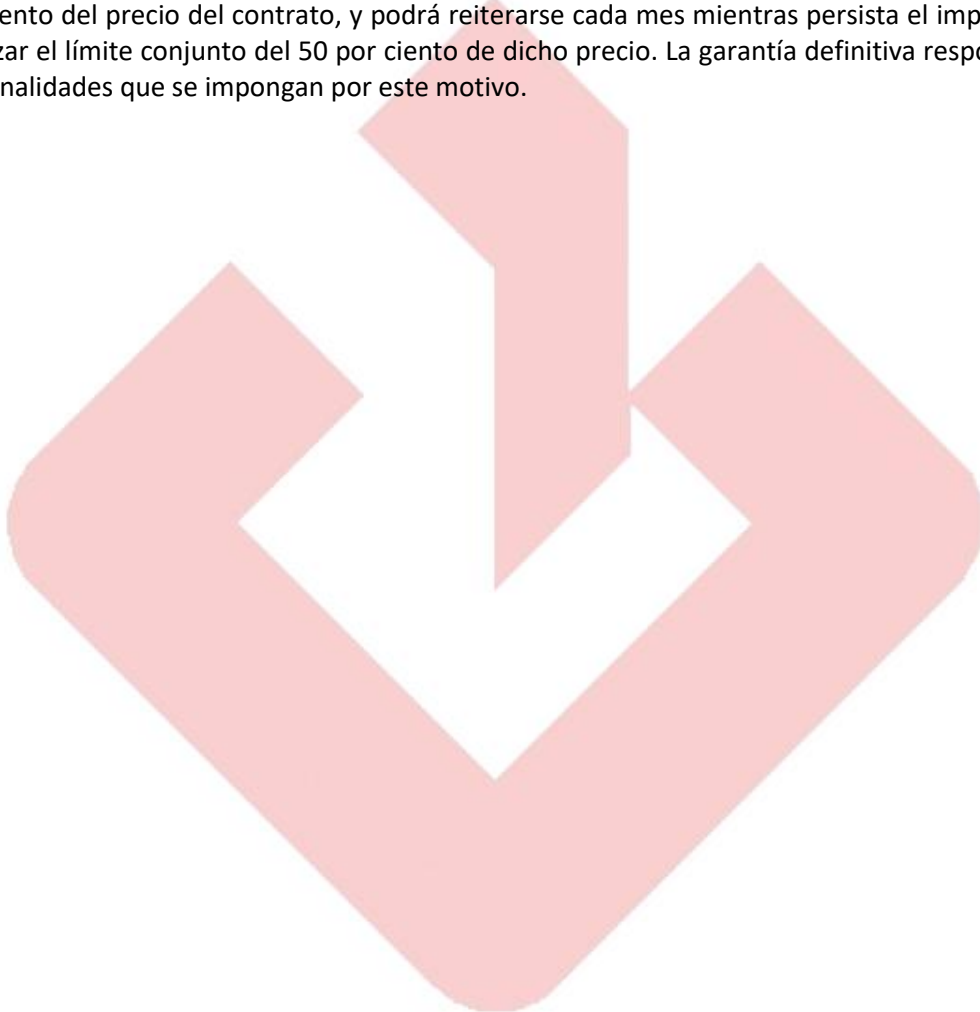 ento del precio del contrato, y podrá reiterarse cada mes mientras persista el imp
zar el límite conjunto del 50 por ciento de dicho precio. La garantía definitiva resp
nalidades que se impongan por este motivo.